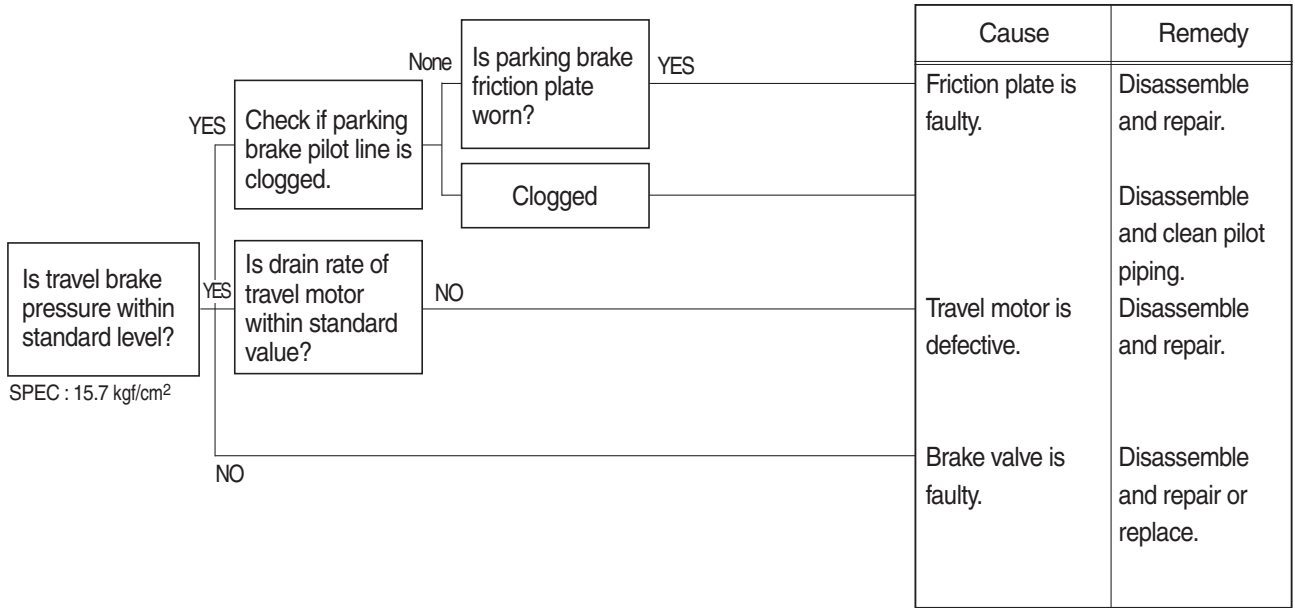 Is travel brake
pressure within
standard level?
SPEC : 15.7 kgf/cm2
YES
Check if parking
brake pilot line is
clogged.
None
Is parking brake
friction plate
worn?
YES
Clogged
YES
Is drain rate of
travel motor
within standard
value?
NO
NO
Cause
Remedy
Friction plate is
faulty.
Disassemble
and repair.
Disassemble
and clean pilot
piping.
Travel motor is
defective.
Disassemble
and repair.
Brake valve is
faulty.
Disassemble
and repair or
replace.